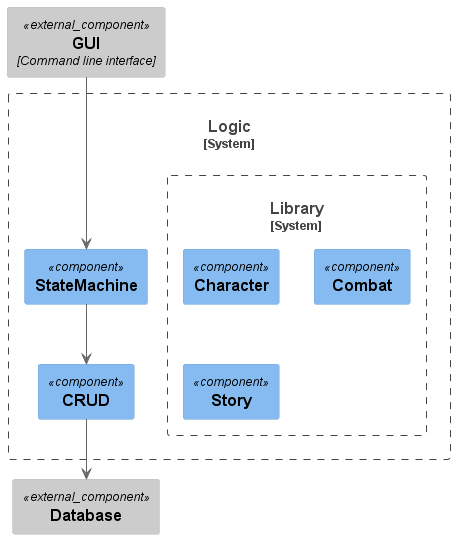 «external_component»
GUI
[Command line interface]
Logic
[System]
Library
[System]
«component»
StateMachine
«component»
Character
«component»
Combat
«component»
CRUD
«component»
Story
«external_component»
Database